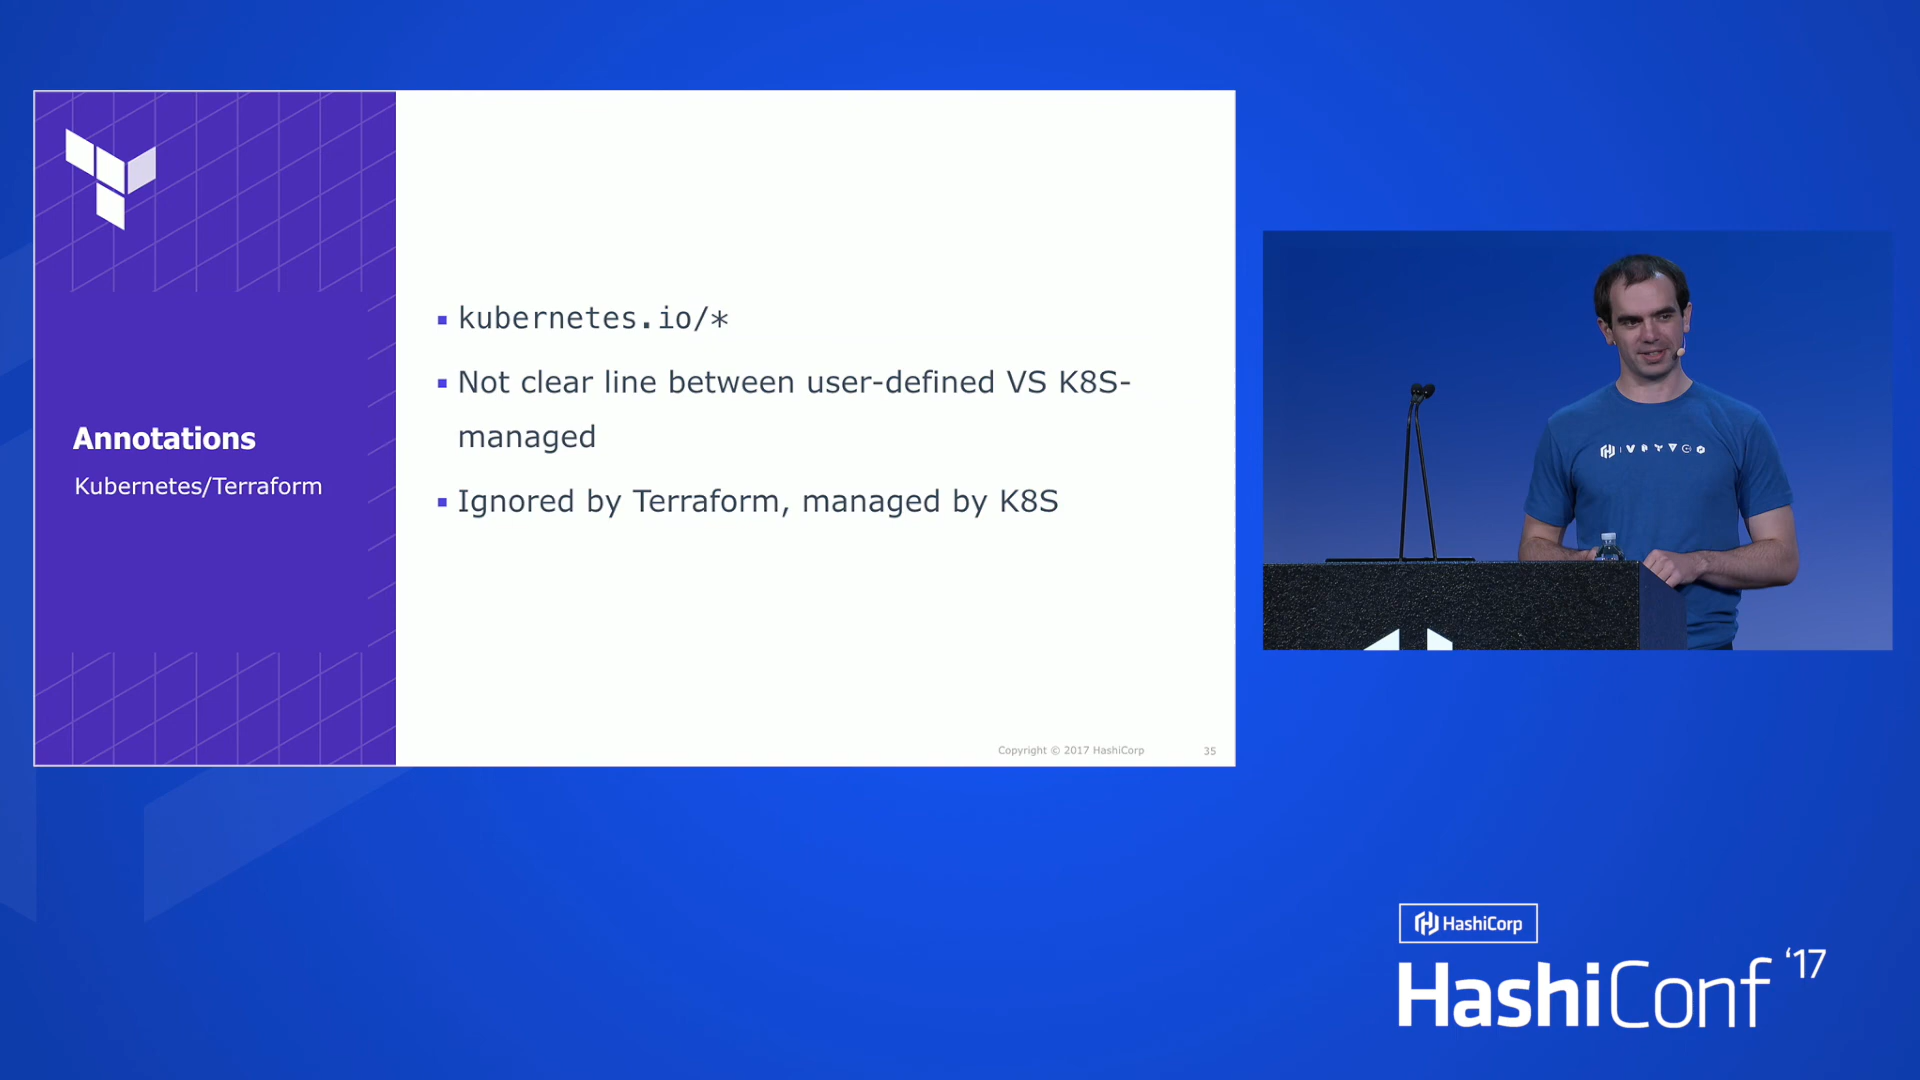 Annotations
Kubernetes/Terraform
kubernetes.io/*
Not clear line between user-defined VS K8S-
managed
Ignored by Terraform, managed by K8S
Copyright © 2017 HashiCorp
35
HashiCorp
HashiConf '17